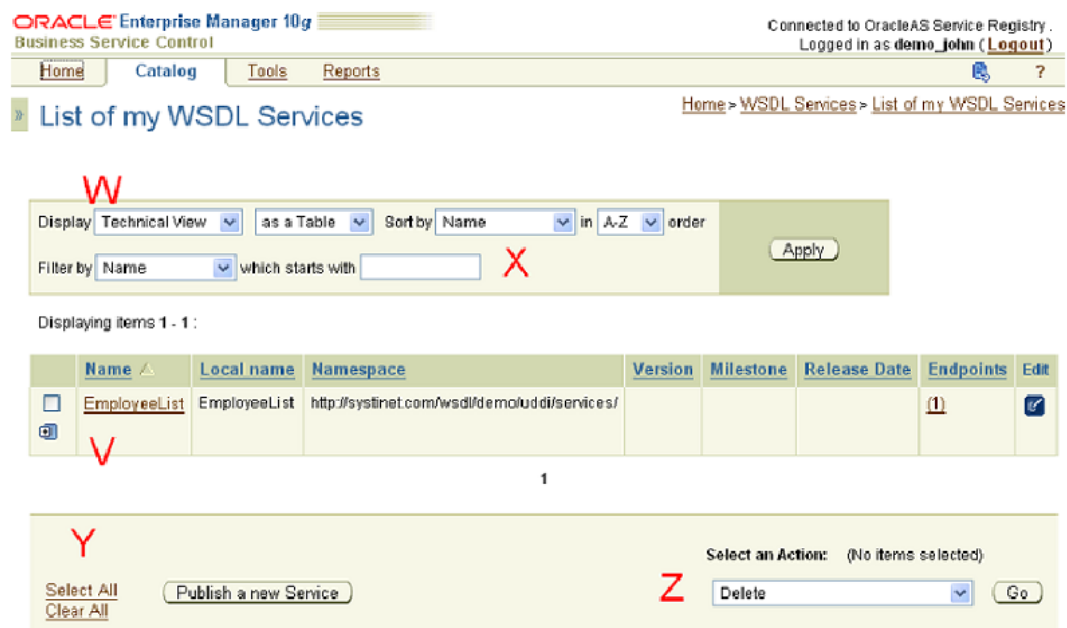 ORACLE Enterprise Manager 10g
Business Service Control
Connected to OracleAS Service Registry .
Logged in as demo_john ( Logout )
Home Catalog Tools Reports ?
List of my WSDL Services
Home > WSDL Services > List of my WSDL Services
W
Display Technical View as a Table Sort by Name in A-Z order
Filter by Name which starts with X
Apply
Displaying items 1 - 1 :
Name Local name Namespace Version Milestone Release Date Endpoints Edit
EmployeeList EmployeeList http://systinet.com/wsdl/demo/uddi/services/ (1)
V
1
Y
Select an Action: (No items selected)
Select All Publish a new Service Z Delete Go
Clear All